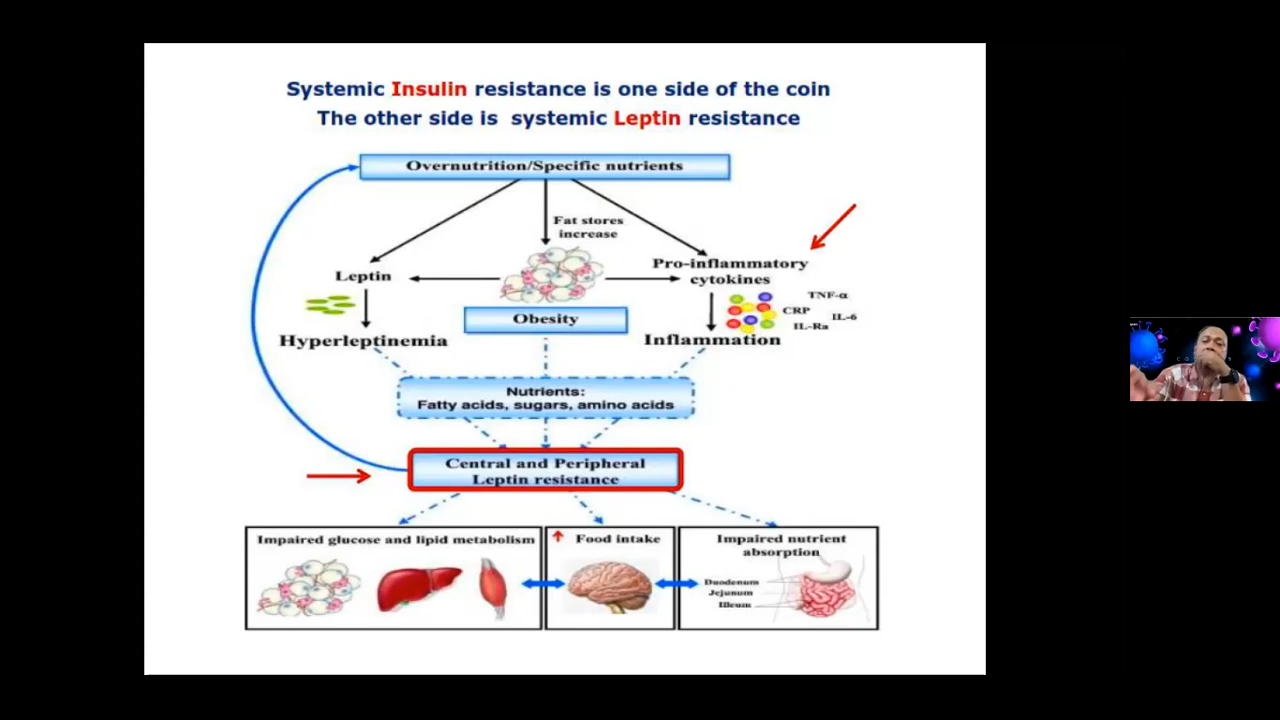 Systemic Insulin resistance is one side of the coin
The other side is systemic Leptin resistance
Overnutrition/Specific nutrients
Fat stores
increase
Leptin
Pro-inflammatory
cytokines
TNF-α
CRP
IL-6
IL-Ra
Obesity
Hyperleptinemia
Inflammation
Nutrients:
Fatty acids, sugars, amino acids
Central and Peripheral
Leptin resistance
Impaired glucose and lipid metabolism
Food intake
Impaired nutrient
absorption
Duodenum
Jejunum